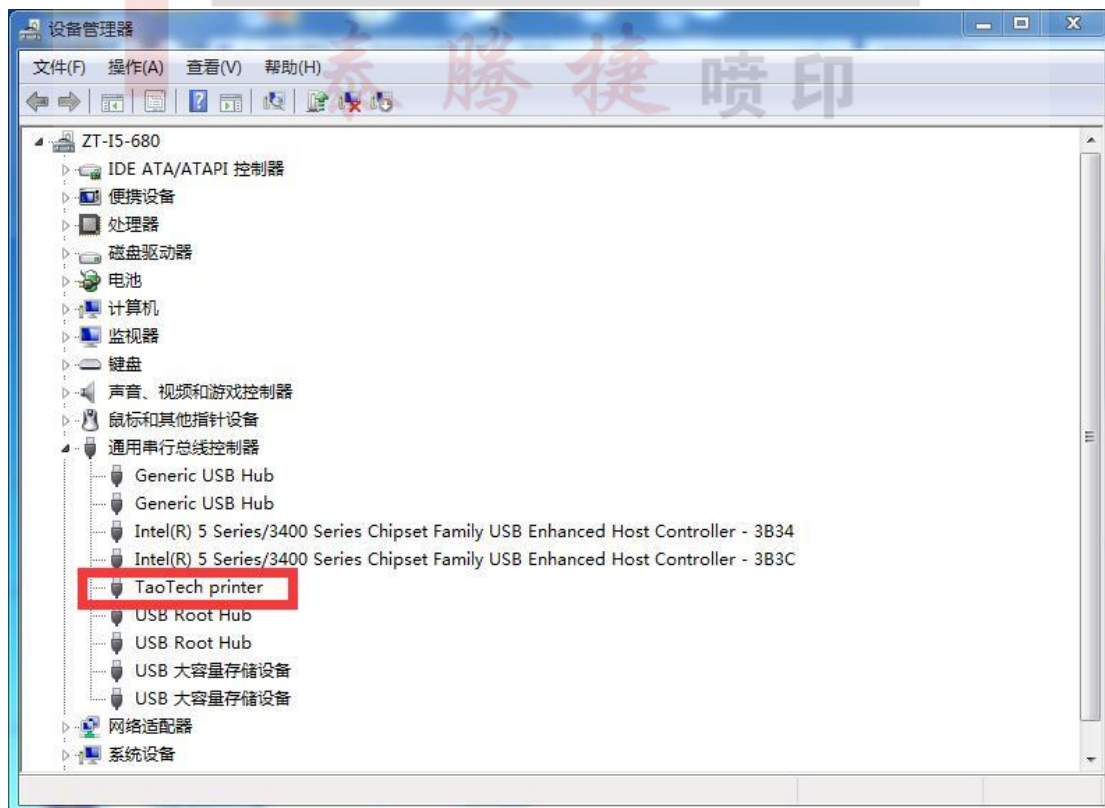 设备管理器
文件(F) 操作(A) 查看(V) 帮助(H)
泰腾捷喷印
ZT-I5-680
IDE ATA/ATAPI 控制器
便携设备
处理器
磁盘驱动器
电池
计算机
监视器
键盘
声音、视频和游戏控制器
鼠标和其他指针设备
通用串行总线控制器
Generic USB Hub
Generic USB Hub
Intel(R) 5 Series/3400 Series Chipset Family USB Enhanced Host Controller - 3B34
Intel(R) 5 Series/3400 Series Chipset Family USB Enhanced Host Controller - 3B3C
TaoTech printer
USB Root Hub
USB Root Hub
USB 大容量存储设备
USB 大容量存储设备
网络适配器
系统设备